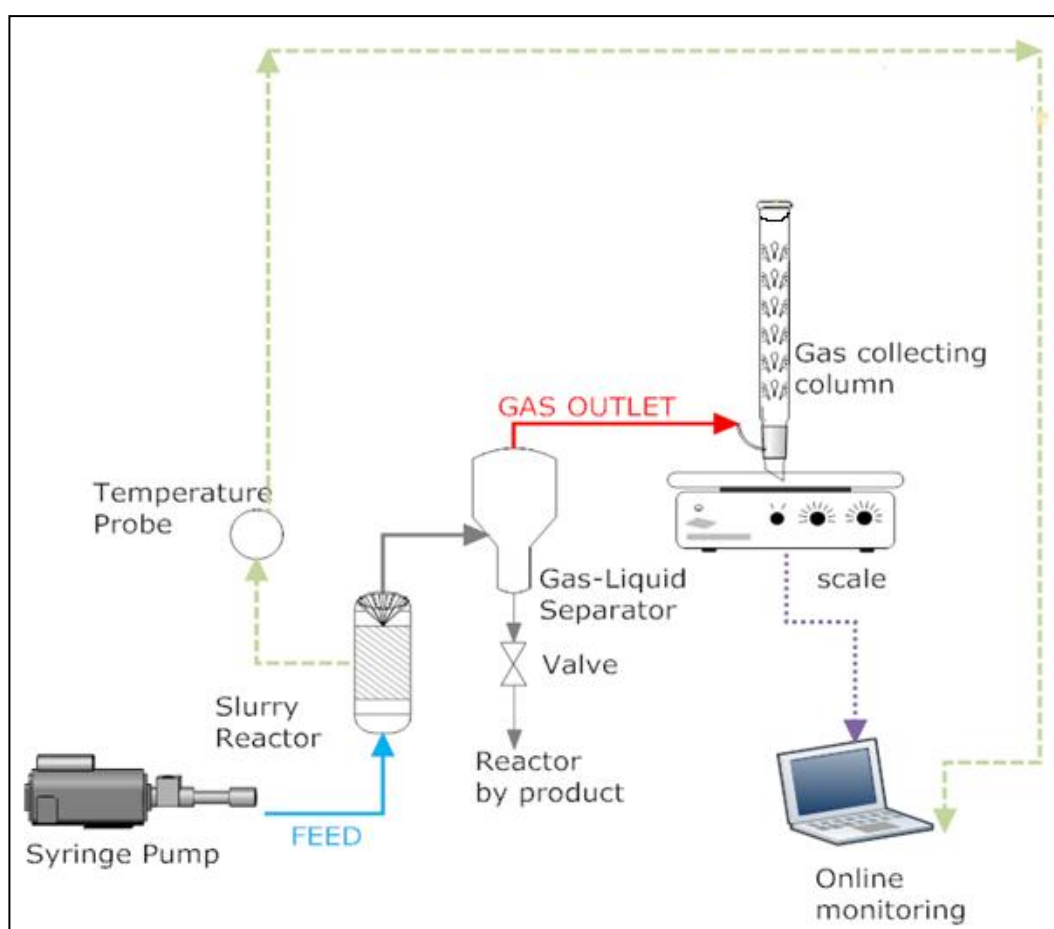 Gas collecting
column
GAS OUTLET
Temperature
Probe
Gas-Liquid
Separator
scale
Valve
Slurry
Reactor
Reactor
by product
FEED
Syringe Pump
Online
monitoring